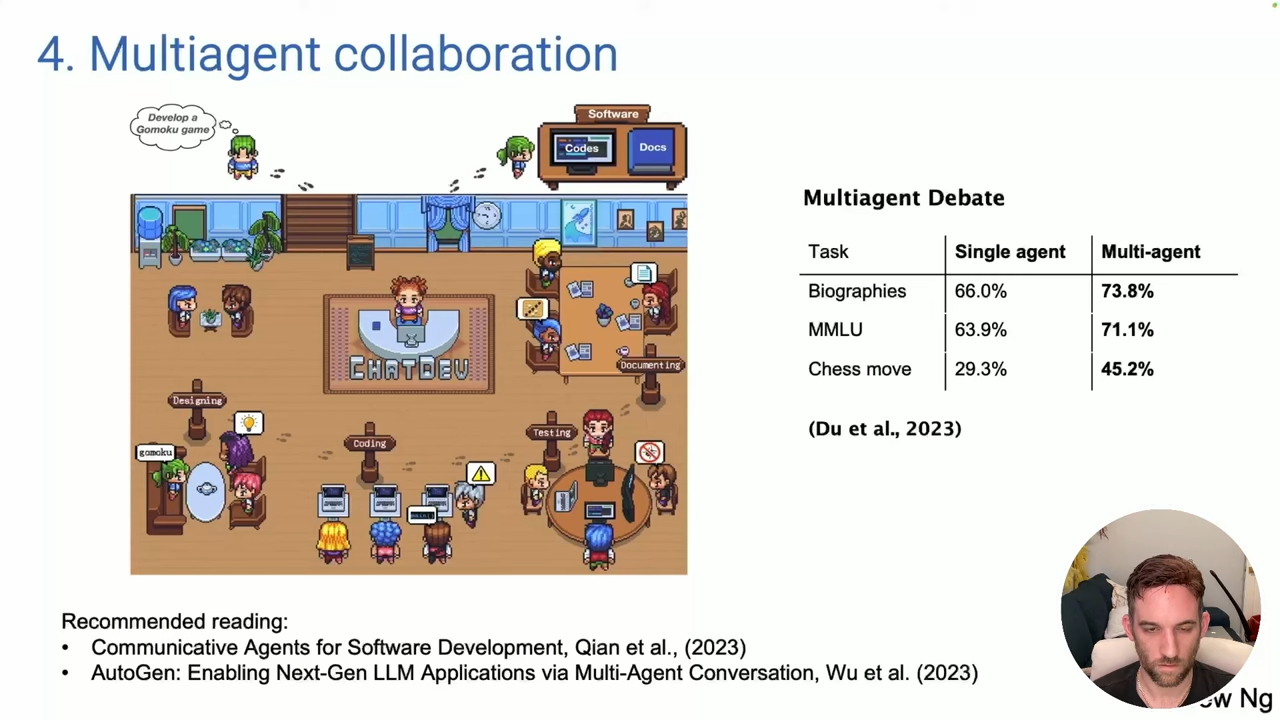 4. Multiagent collaboration
Develop a
Gomoku game
Software
Codes
Docs
CHATDEV
Documenting
Designing
gomoku
Coding
Testing
Multiagent Debate
Task Single agent Multi-agent
Biographies 66.0% 73.8%
MMLU 63.9% 71.1%
Chess move 29.3% 45.2%
(Du et al., 2023)
Recommended reading:
• Communicative Agents for Software Development, Qian et al., (2023)
• AutoGen: Enabling Next-Gen LLM Applications via Multi-Agent Conversation, Wu et al. (2023)
ew Ng